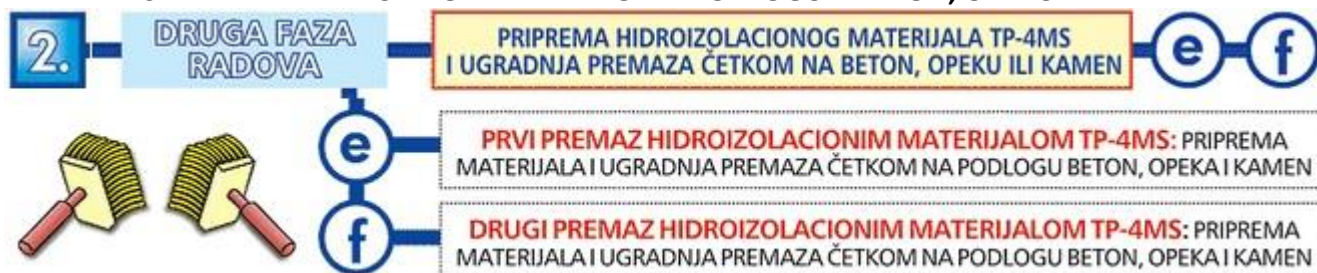 2.
DRUGA FAZA
RADOVA
PRIPREMA HIDROIZOLACIONOG MATERIJALA TP-4MS
I UGRADNJA PREMAZA ČETKOM NA BETON, OPEKU ILI KAMEN
e
f
e
PRVI PREMAZ HIDROIZOLACIONIM MATERIJALOM TP-4MS: PRIPREMA
MATERIJALA I UGRADNJA PREMAZA ČETKOM NA PODLOGU BETON, OPEKA I KAMEN
f
DRUGI PREMAZ HIDROIZOLACIONIM MATERIJALOM TP-4MS: PRIPREMA
MATERIJALA I UGRADNJA PREMAZA ČETKOM NA PODLOGU BETON, OPEKA I KAMEN